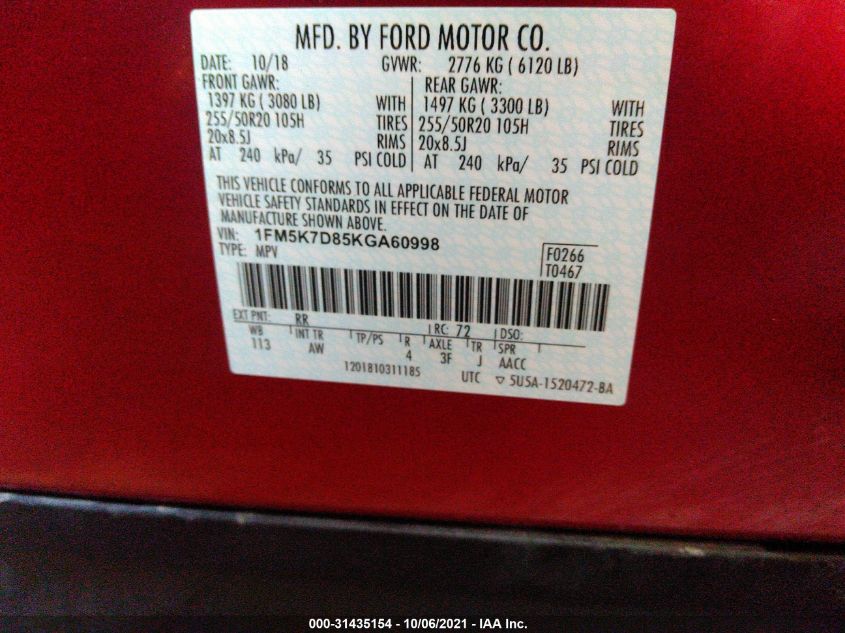 MFD. BY FORD MOTOR CO.
DATE: 10/18 GVWR: 2776 KG ( 6120 LB)
FRONT GAWR: REAR GAWR:
1397 KG ( 3080 LB) WITH 1497 KG ( 3300 LB) WITH
255/50R20 105H TIRES 255/50R20 105H TIRES
20x8.5J RIMS 20x8.5J RIMS
AT 240 kPa/ 35 PSI COLD AT 240 kPa/ 35 PSI COLD
THIS VEHICLE CONFORMS TO ALL APPLICABLE FEDERAL MOTOR
VEHICLE SAFETY STANDARDS IN EFFECT ON THE DATE OF
MANUFACTURE SHOWN ABOVE.
VIN: 1FM5K7D85KGA60998
TYPE: MPV
F0266
T0467
EXT PNT: RR RC: 72 DSO:
WB INT TR TP/PS R AXLE TR SPR
113 AW 4 3F J AACC
1201810311185 UTC ▽ 5U5A-1520472-BA
000-31435154 - 10/06/2021 - IAA Inc.